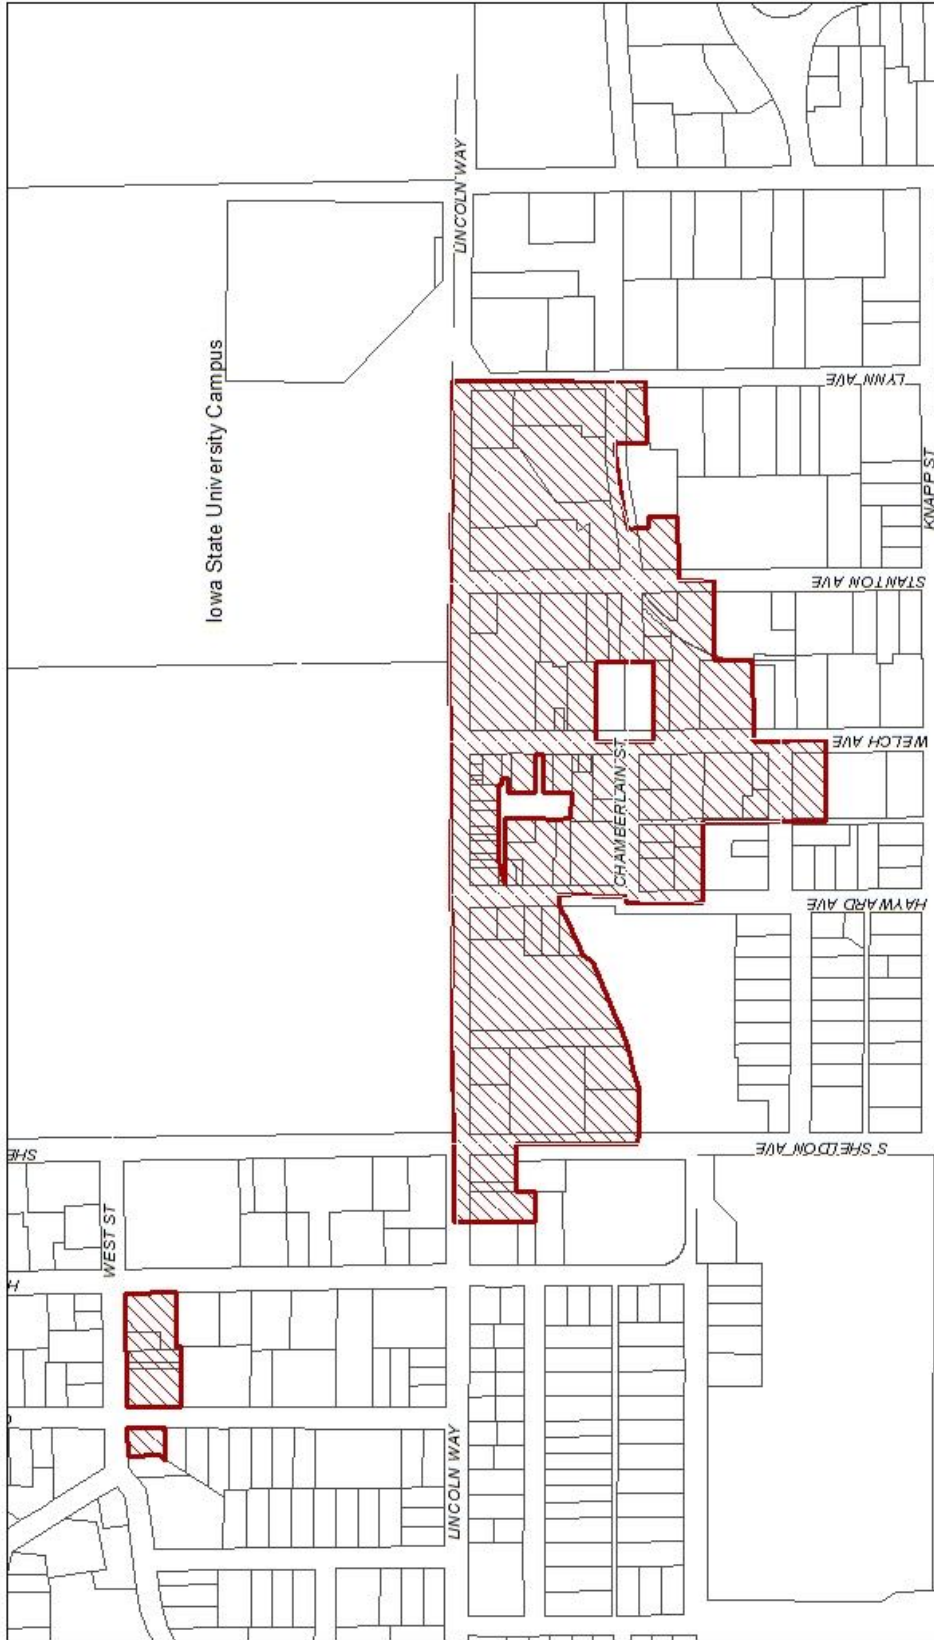 SHE
H
WEST ST
Iowa State University Campus
LINCOLN WAY
LINCOLN WAY
CHAMBERLAIN ST
S SHELDON AVE
HAYWARD AVE
WELCH AVE
STANTON AVE
LYNN AVE
KNAPP ST